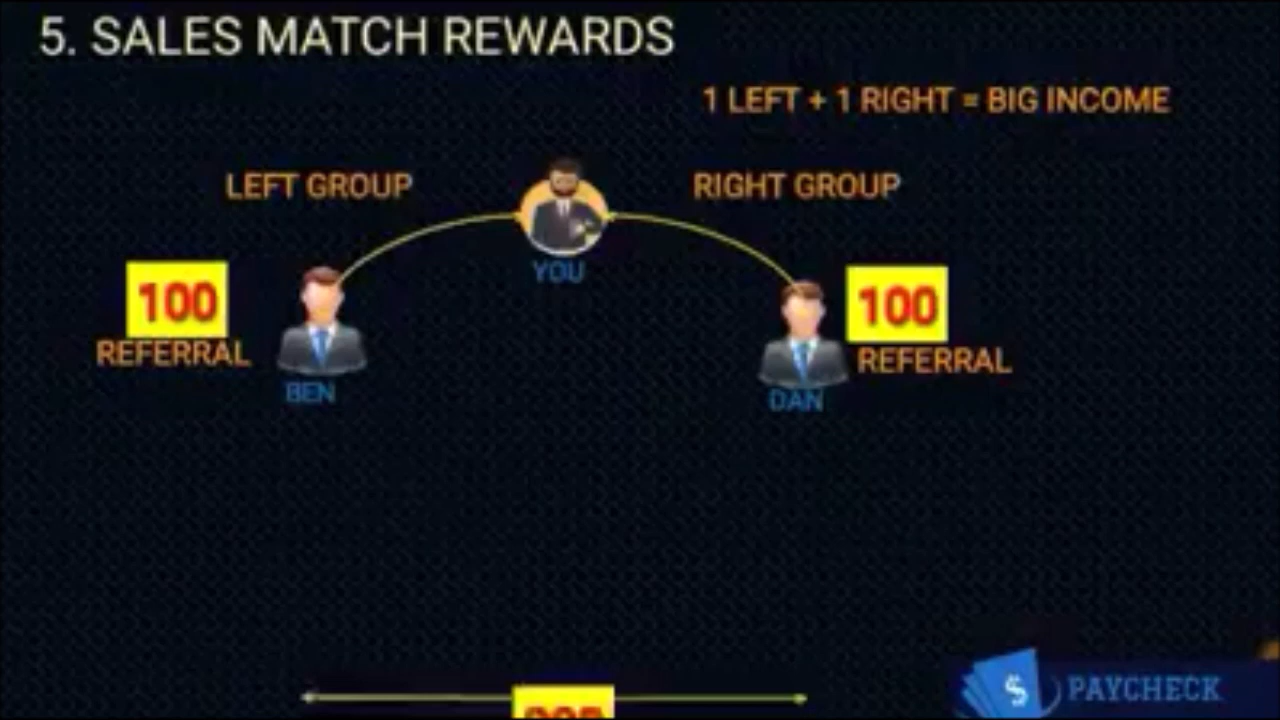 5. SALES MATCH REWARDS
1 LEFT + 1 RIGHT = BIG INCOME
LEFT GROUP
RIGHT GROUP
YOU
100
REFERRAL
BEN
100
REFERRAL
DAN
PAYCHECK